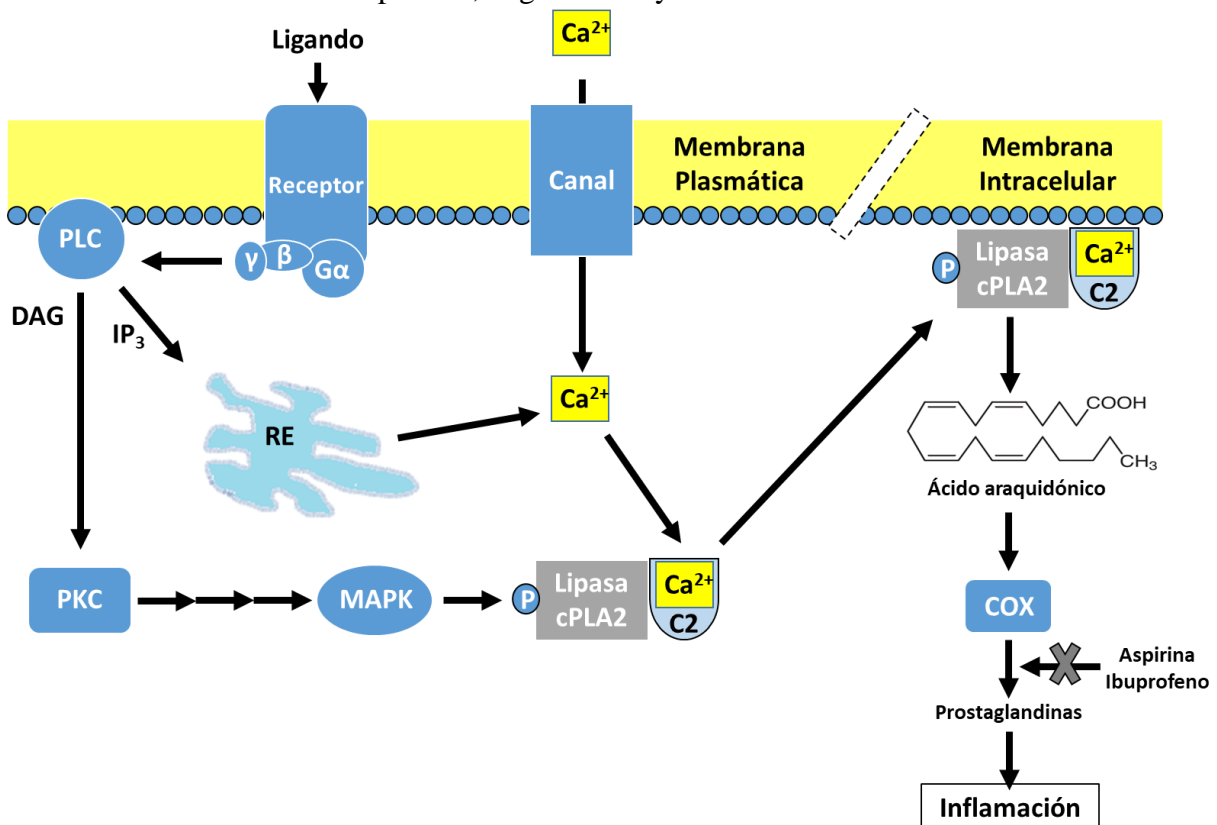 Ligando
Ca²⁺
Receptor
Canal
Membrana
Plasmática
Membrana
Intracelular
PLC
γ
β
Gα
P
Lipasa
cPLA2
Ca²⁺
C2
DAG
IP₃
RE
Ca²⁺
COOH
CH₃
Ácido araquidónico
PKC
MAPK
P
Lipasa
cPLA2
Ca²⁺
C2
COX
Aspirina
Ibuprofeno
Prostaglandinas
Inflamación